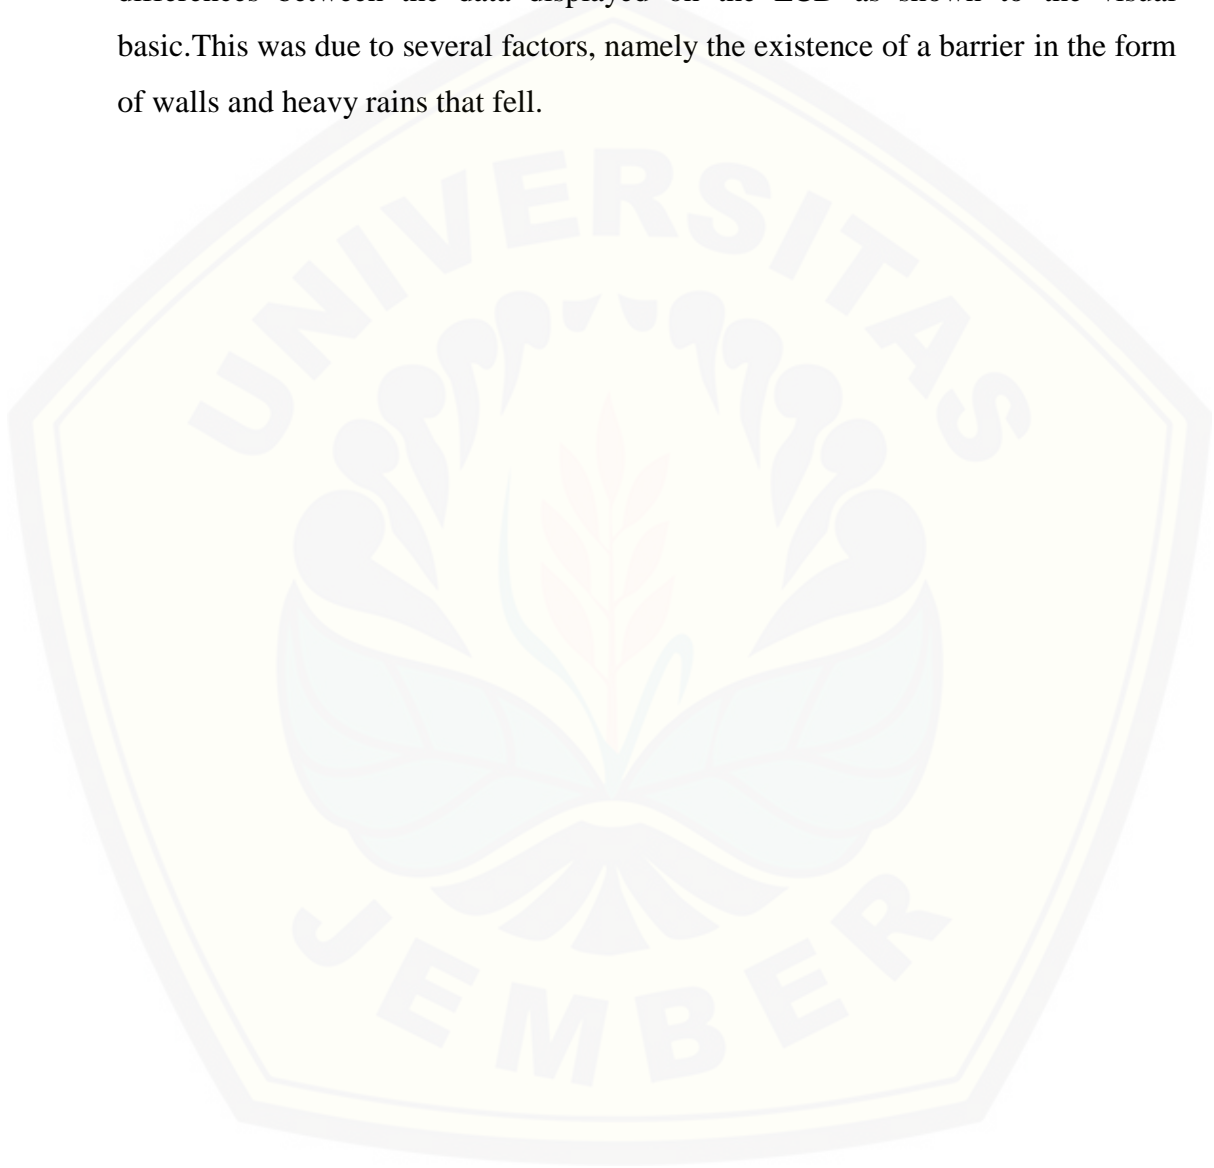 differences between the data displayed on the LCD as shown to the visual
basic.This was due to several factors, namely the existence of a barrier in the form
of walls and heavy rains that fell.
UNIVERSITAS
JEMBER